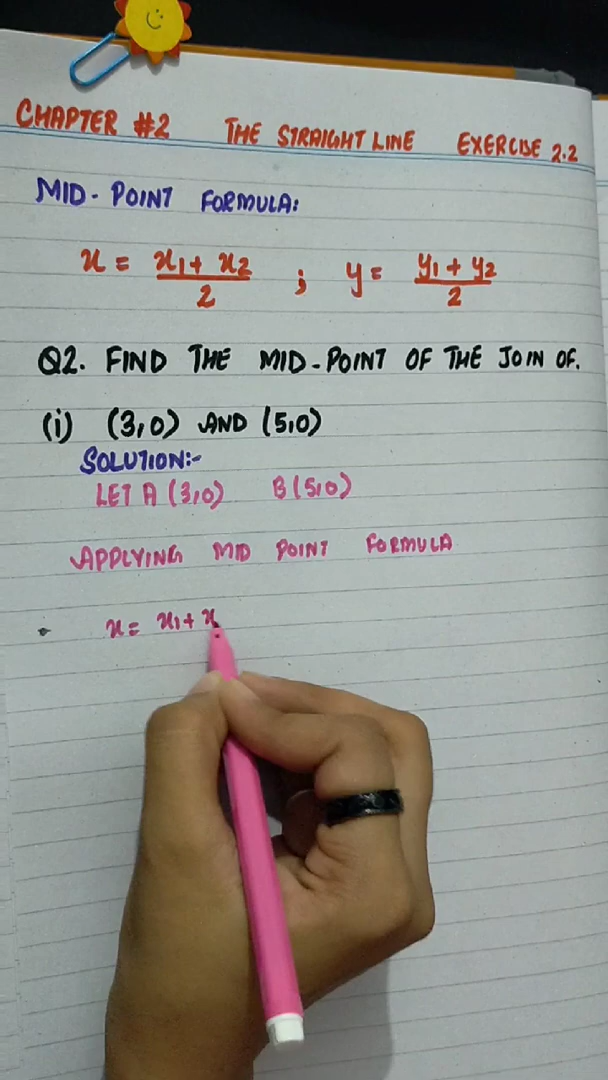 CHAPTER #2 THE STRAIGHT LINE EXERCISE 2.2
MID-POINT FORMULA:
x = x1 + x2 / 2 ; y = y1 + y2 / 2
Q2. FIND THE MID-POINT OF THE JOIN OF.
(i) (3,0) AND (5,0)
SOLUTION:-
LET A (3,0) B (5,0)
APPLYING MID POINT FORMULA
x = x1 + x